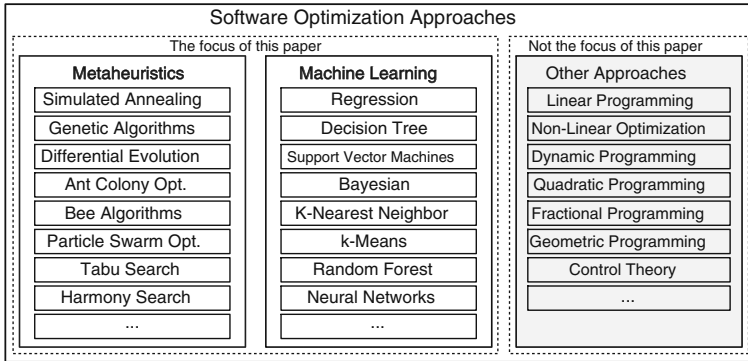 Software Optimization Approaches
The focus of this paper
Metaheuristics
Simulated Annealing
Genetic Algorithms
Differential Evolution
Ant Colony Opt.
Bee Algorithms
Particle Swarm Opt.
Tabu Search
Harmony Search
...
Machine Learning
Regression
Decision Tree
Support Vector Machines
Bayesian
K-Nearest Neighbor
k-Means
Random Forest
Neural Networks
...
Not the focus of this paper
Other Approaches
Linear Programming
Non-Linear Optimization
Dynamic Programming
Quadratic Programming
Fractional Programming
Geometric Programming
Control Theory
...